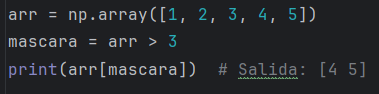 arr = np.array([1, 2, 3, 4, 5])
mascara = arr > 3
print(arr[mascara])  # Salida: [4 5]